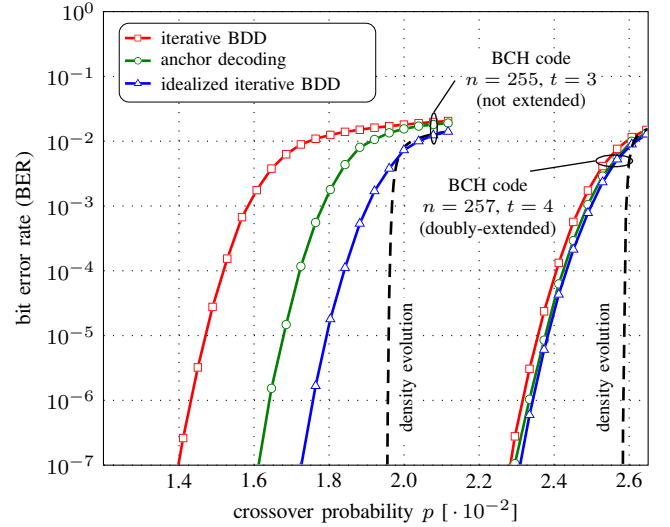 10^0
10^{-1}
10^{-2}
10^{-3}
10^{-4}
10^{-5}
10^{-6}
10^{-7}
bit error rate (BER)
iterative BDD
anchor decoding
idealized iterative BDD
BCH code
n = 255, t = 3
(not extended)
BCH code
n = 257, t = 4
(doubly-extended)
density evolution
density evolution
1.4 1.6 1.8 2.0 2.2 2.4 2.6
crossover probability p [ · 10^{-2}]